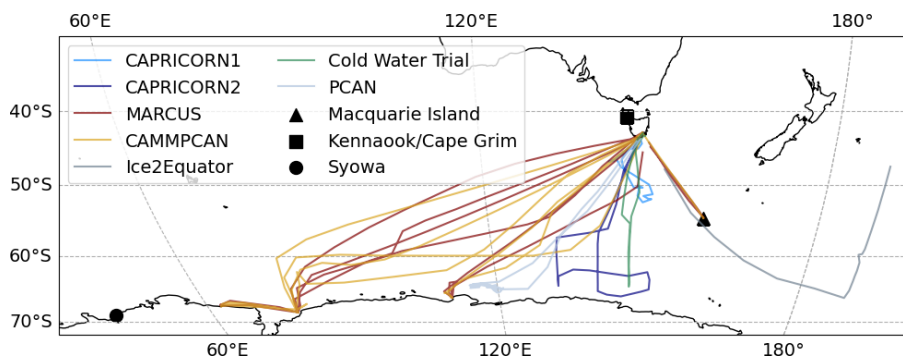 60°E 120°E 180°
CAPRICORN1 Cold Water Trial
CAPRICORN2 PCAN
MARCUS Macquarie Island
CAMMPCAN Kennaook/Cape Grim
Ice2Equator Syowa
40°S
50°S
60°S
70°S
60°E 120°E 180°